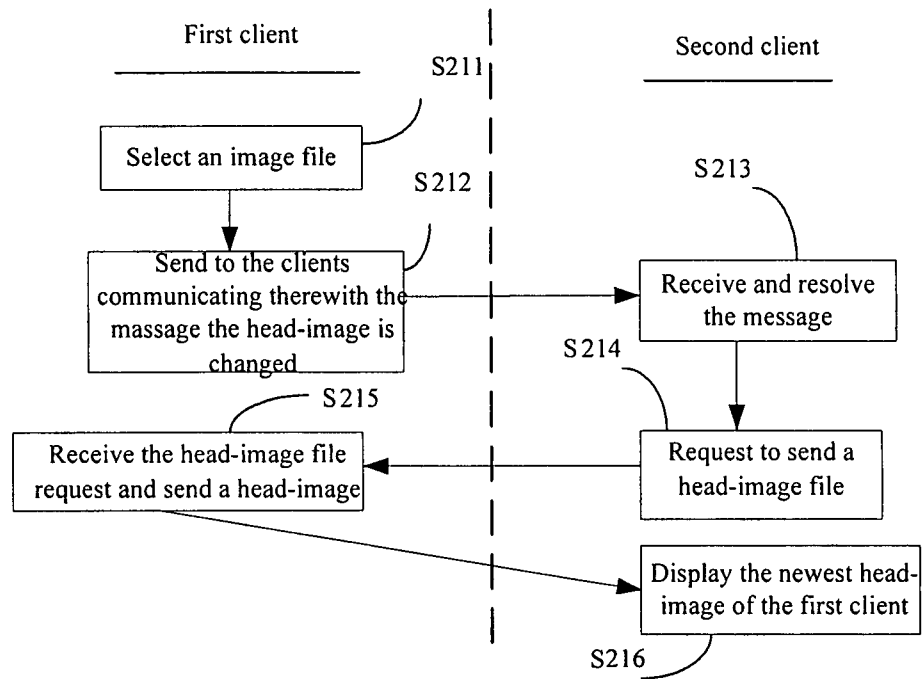 First client
Second client
S211
Select an image file
S212
Send to the clients
communicating therewith the
massage the head-image is
changed
S213
Receive and resolve
the message
S214
Request to send a
head-image file
S215
Receive the head-image file
request and send a head-image
Display the newest head-
image of the first client
S216